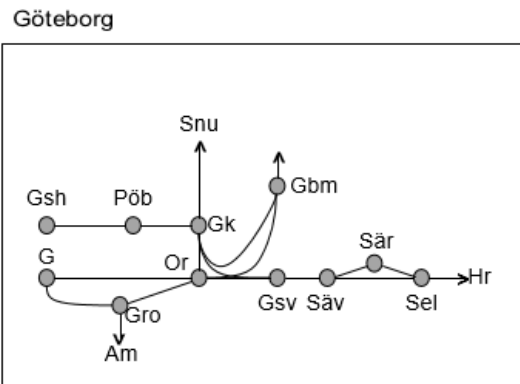 Göteborg
Snu
Gbm
Gsh
Pöb
Gk
Sär
G
Or
Hr
Gsv
Säv
Sel
Gro
Am